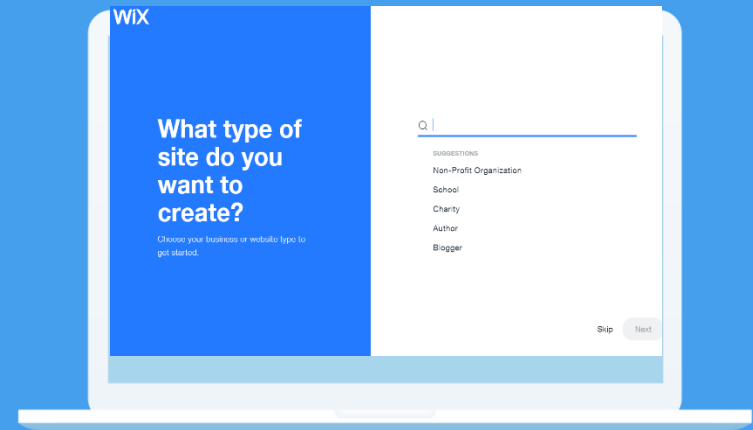 WiX
What type of
site do you
want to
create?
Choose your business or website type to
get started.
SUGGESTIONS
Non-Profit Organization
School
Charity
Author
Blogger
Skip
Next